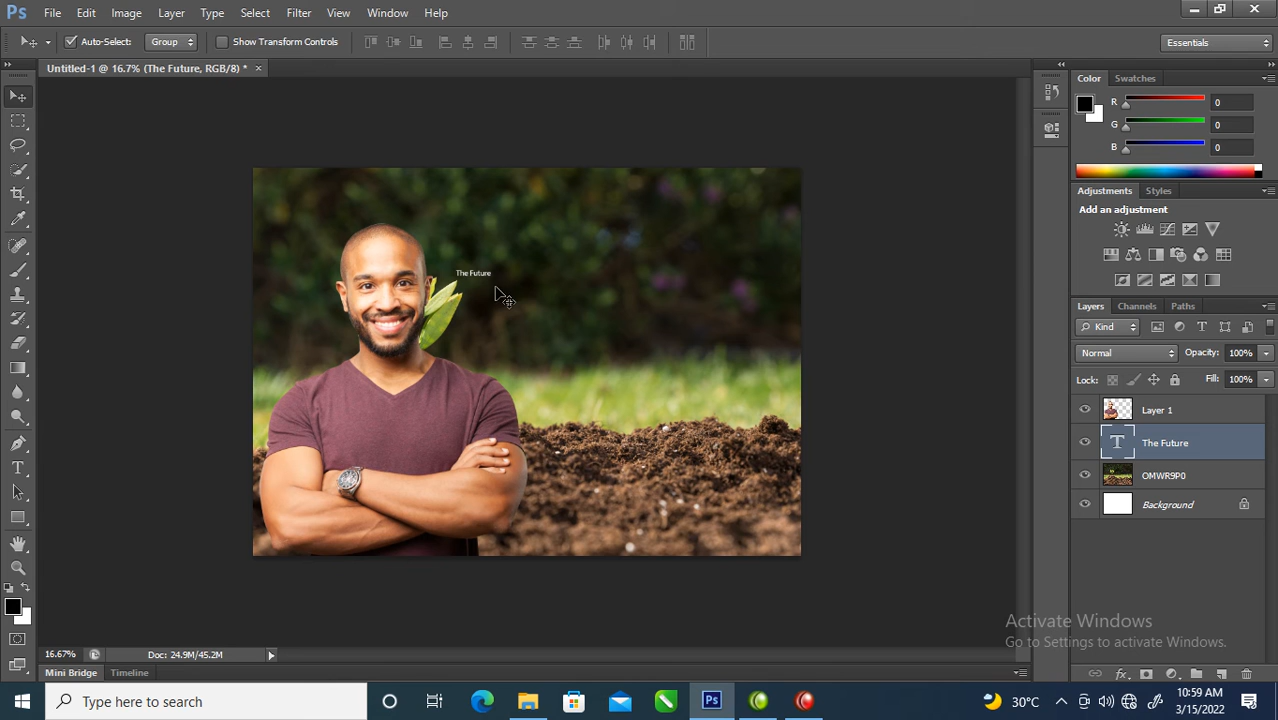 Ps File Edit Image Layer Type Select Filter 3D View Window Help
Auto-Select: Group Show Transform Controls Essentials
Untitled-1 @ 16.7% (The Future, RGB/8) * ×
Color Swatches
R 0
G 0
B 0
Adjustments Styles
Add an adjustment
The Future
Layers Channels Paths
Kind
Normal Opacity: 100%
Lock: Fill: 100%
Layer 1
T The Future
OMWR9P0
Background
Activate Windows
Go to Settings to activate Windows.
16.67% Doc: 24.9M/45.2M
Mini Bridge Timeline
Type here to search
Ps
30°C
10:59 AM
3/15/2022